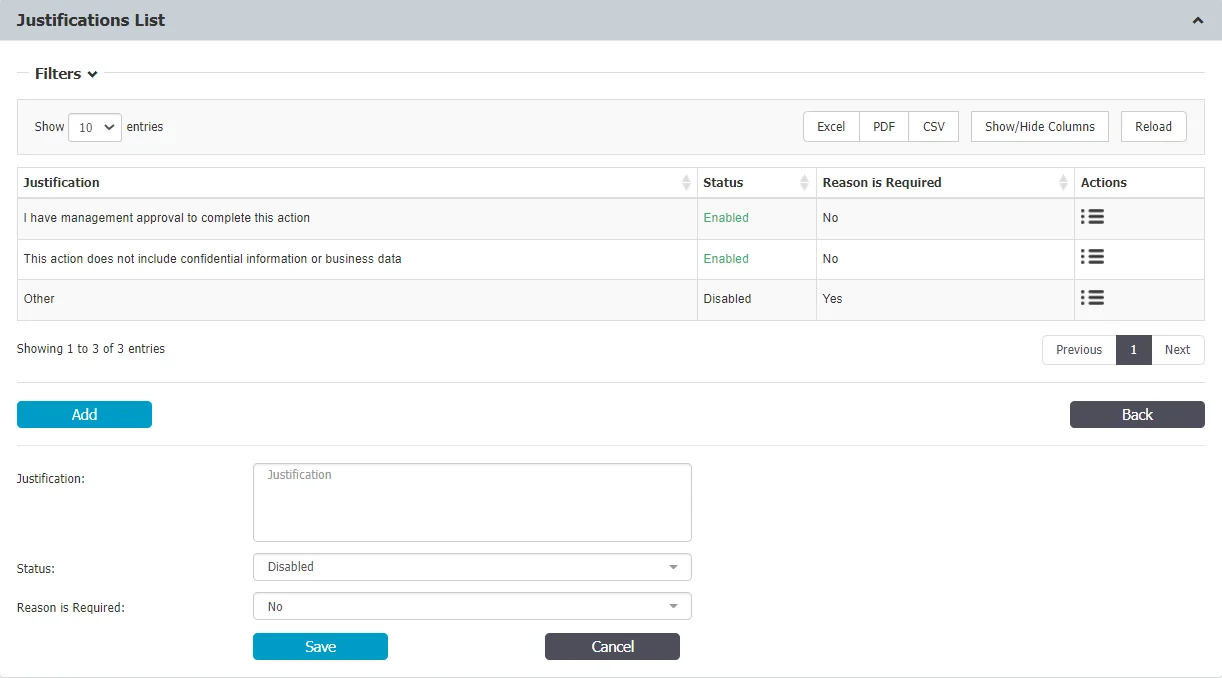 Justifications List
Filters
Show 10 entries Excel PDF CSV Show/Hide Columns Reload
Justification Status Reason is Required Actions
I have management approval to complete this action Enabled No
This action does not include confidential information or business data Enabled No
Other Disabled Yes
Showing 1 to 3 of 3 entries Previous 1 Next
Add Back
Justification: Justification
Status: Disabled
Reason is Required: No
Save Cancel